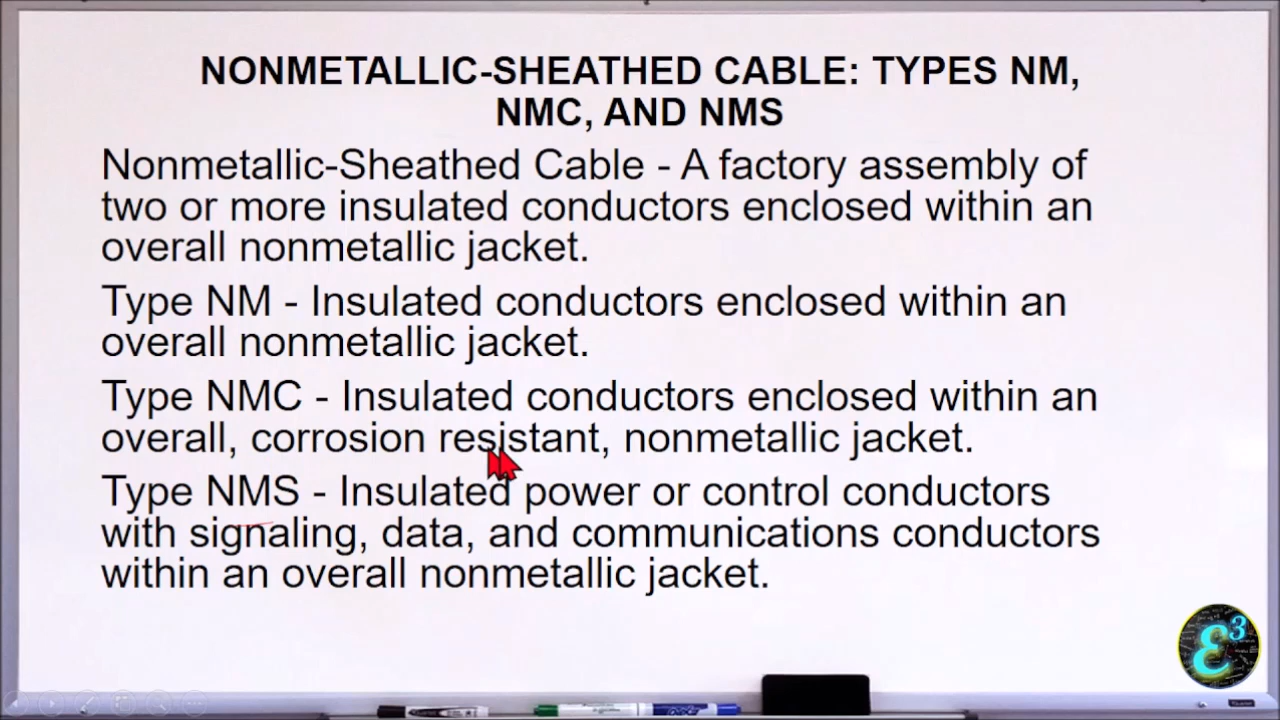 NONMETALLIC-SHEATHED CABLE: TYPES NM,
NMC, AND NMS
Nonmetallic-Sheathed Cable - A factory assembly of
two or more insulated conductors enclosed within an
overall nonmetallic jacket.
Type NM - Insulated conductors enclosed within an
overall nonmetallic jacket.
Type NMC - Insulated conductors enclosed within an
overall, corrosion resistant, nonmetallic jacket.
Type NMS - Insulated power or control conductors
with signaling, data, and communications conductors
within an overall nonmetallic jacket.
ε3